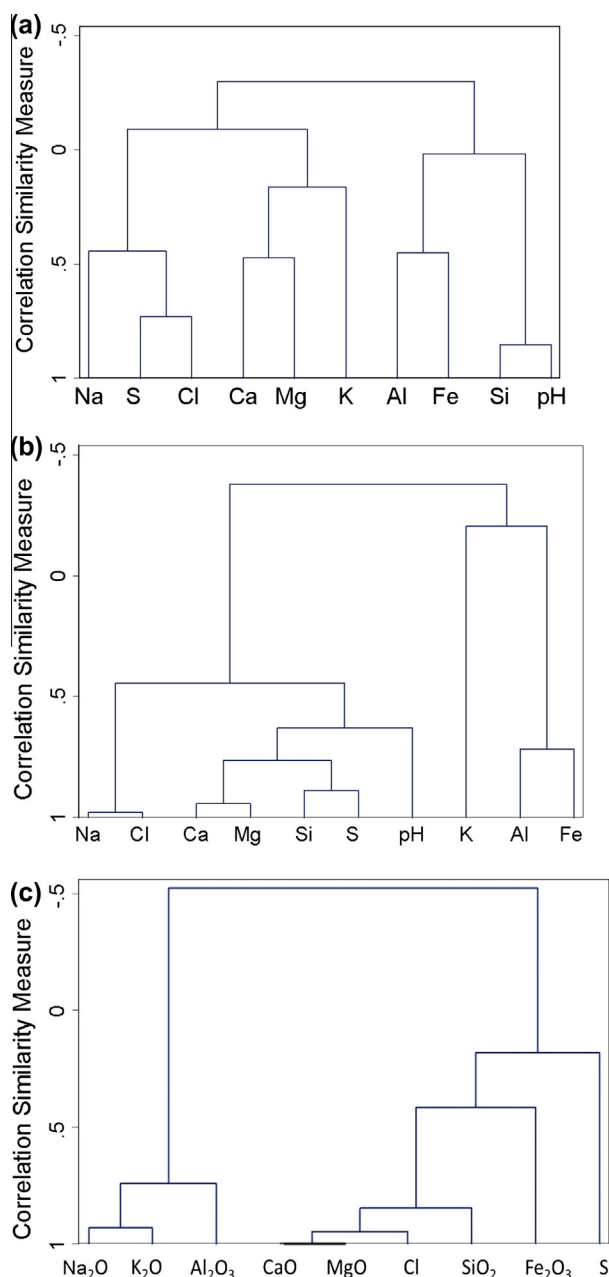 (a)
Correlation Similarity Measure
-.5
0
.5
1
Na S Cl Ca Mg K Al Fe Si pH
(b)
Correlation Similarity Measure
-.5
0
.5
1
Na Cl Ca Mg Si S pH K Al Fe
(c)
Correlation Similarity Measure
-.5
0
.5
1
Na₂O K₂O Al₂O₃ CaO MgO Cl SiO₂ Fe₂O₃ S